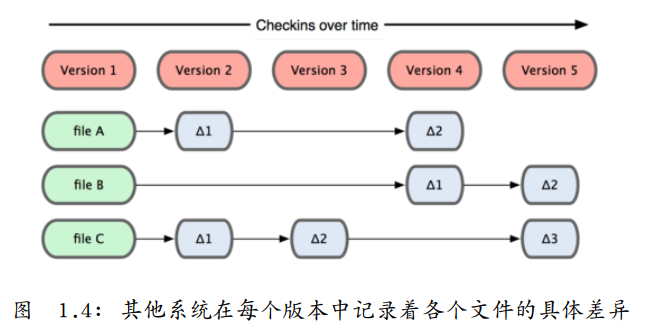 Checkins over time
Version 1 Version 2 Version 3 Version 4 Version 5
file A Δ1 Δ2
file B Δ1 Δ2
file C Δ1 Δ2 Δ3
图 1.4: 其他系统在每个版本中记录着各个文件的具体差异